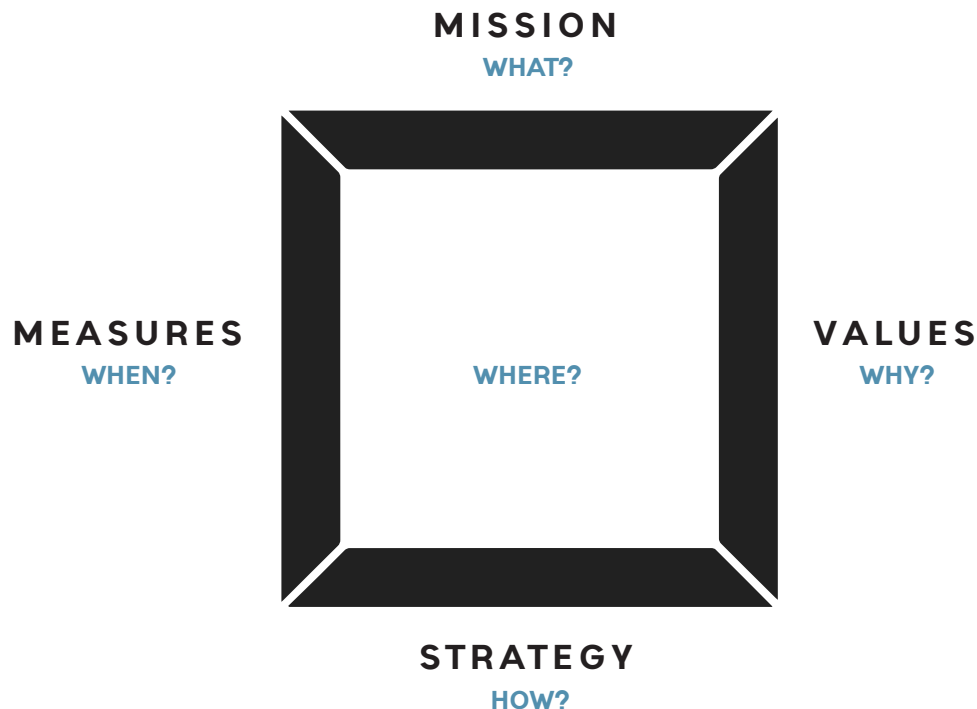 MISSION
WHAT?
MEASURES
WHEN?
WHERE?
VALUES
WHY?
STRATEGY
HOW?